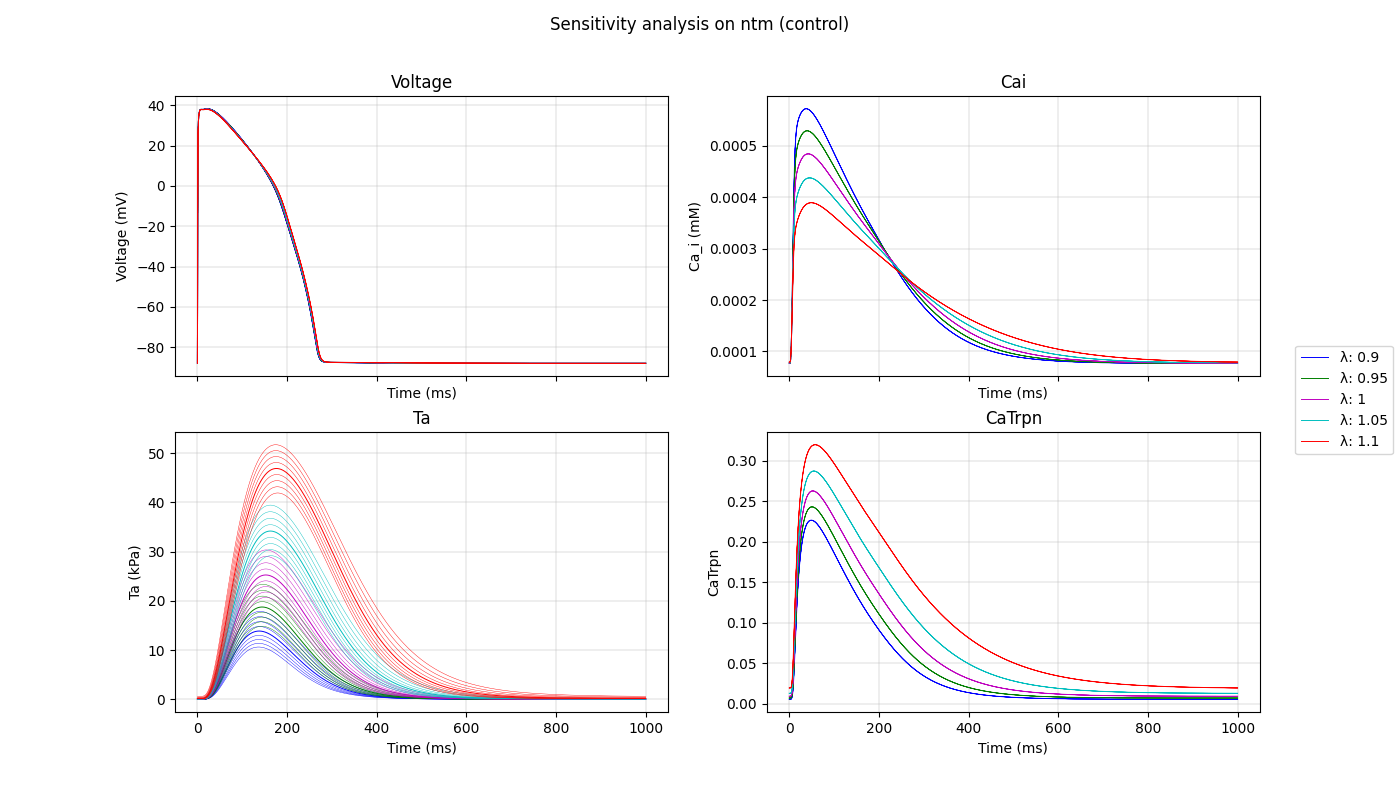 Sensitivity analysis on ntm (control)
Voltage
40
20
0
−20
−40
−60
−80
Voltage (mV)
Time (ms)
Cai
0.0005
0.0004
0.0003
0.0002
0.0001
Ca_i (mM)
Time (ms)
λ: 0.9
λ: 0.95
λ: 1
λ: 1.05
λ: 1.1
Ta
50
40
30
20
10
0
Ta (kPa)
0 200 400 600 800 1000
Time (ms)
CaTrpn
0.30
0.25
0.20
0.15
0.10
0.05
0.00
CaTrpn
0 200 400 600 800 1000
Time (ms)